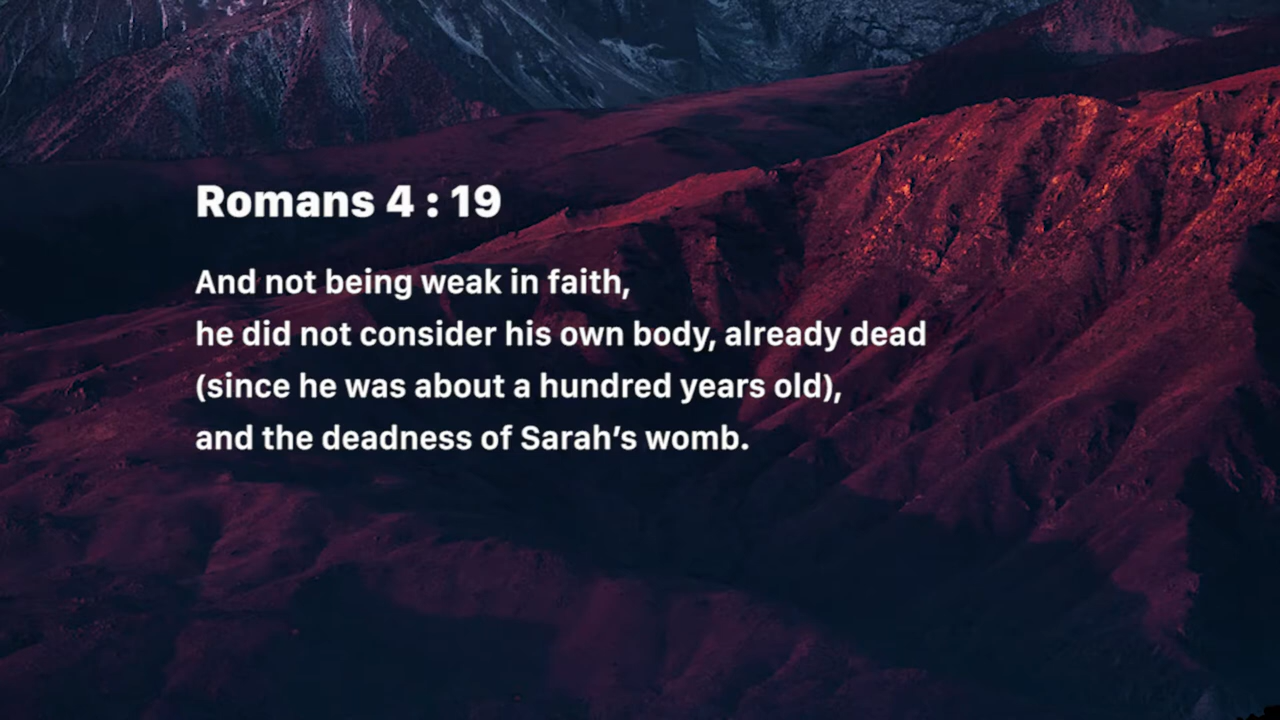 Romans 4 : 19
And not being weak in faith,
he did not consider his own body, already dead
(since he was about a hundred years old),
and the deadness of Sarah’s womb.